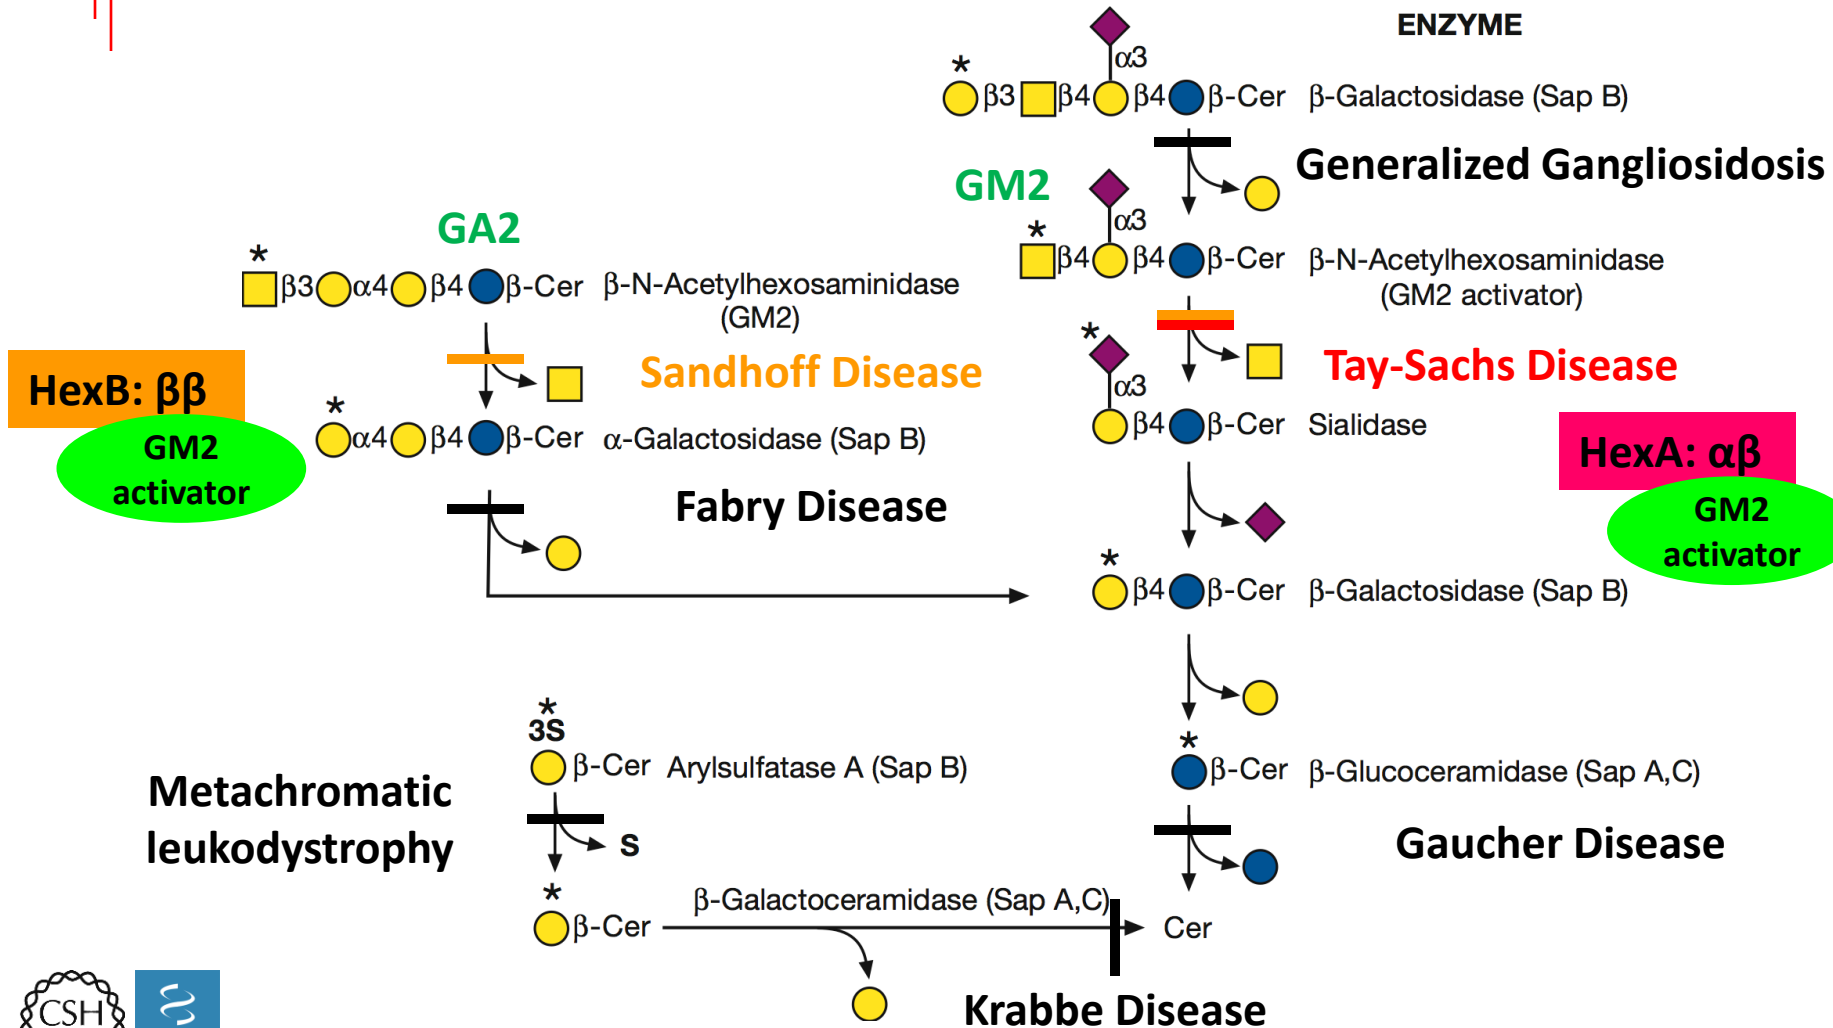 ENZYME
α3
*
β3 β4 β4 β-Cer β-Galactosidase (Sap B)
Generalized Gangliosidosis
GM2
α3
*
β4 β4 β-Cer β-N-Acetylhexosaminidase
(GM2 activator)
Tay-Sachs Disease
*
α3
β4 β-Cer Sialidase
HexA: αβ
GM2
activator
*
β4 β-Cer β-Galactosidase (Sap B)
*
β-Cer β-Glucoceramidase (Sap A,C)
Gaucher Disease
Cer
GA2
*
β3 α4 β4 β-Cer β-N-Acetylhexosaminidase
(GM2)
Sandhoff Disease
HexB: ββ
GM2
activator
*
α4 β4 β-Cer α-Galactosidase (Sap B)
Fabry Disease
*
3S
β-Cer Arylsulfatase A (Sap B)
Metachromatic
leukodystrophy
S
*
β-Cer
β-Galactoceramidase (Sap A,C)
Krabbe Disease
CSH